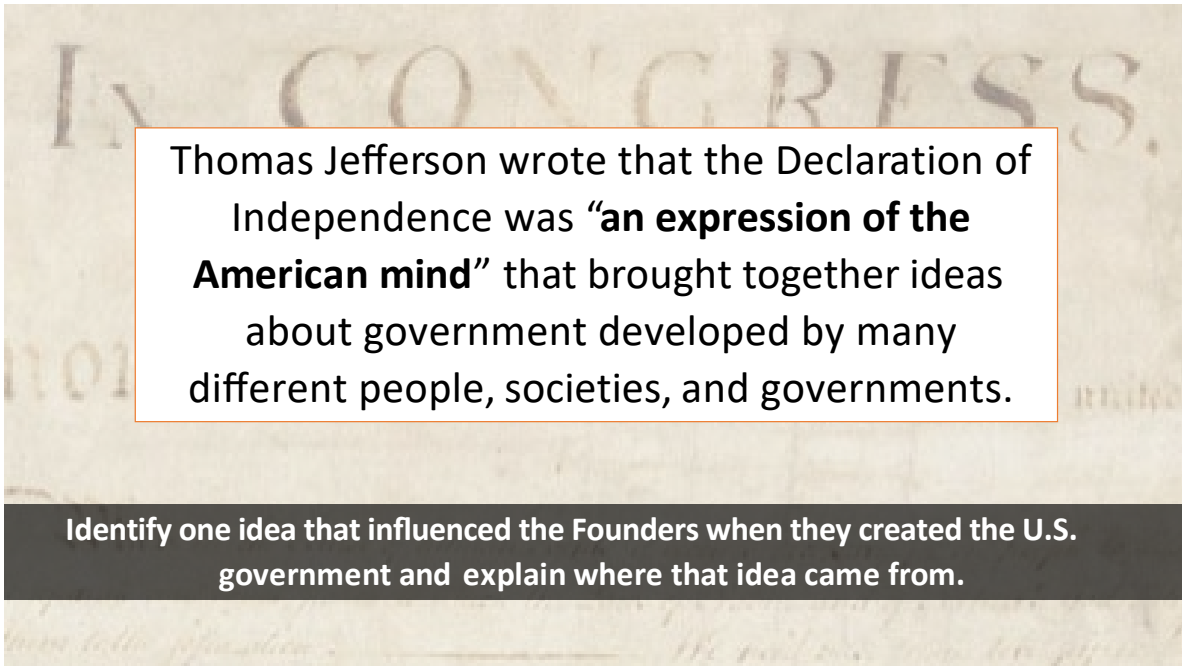 IN CONGRESS.
Thomas Jefferson wrote that the Declaration of
Independence was “an expression of the
American mind” that brought together ideas
about government developed by many
different people, societies, and governments.
united
Identify one idea that influenced the Founders when they created the U.S.
government and explain where that idea came from.